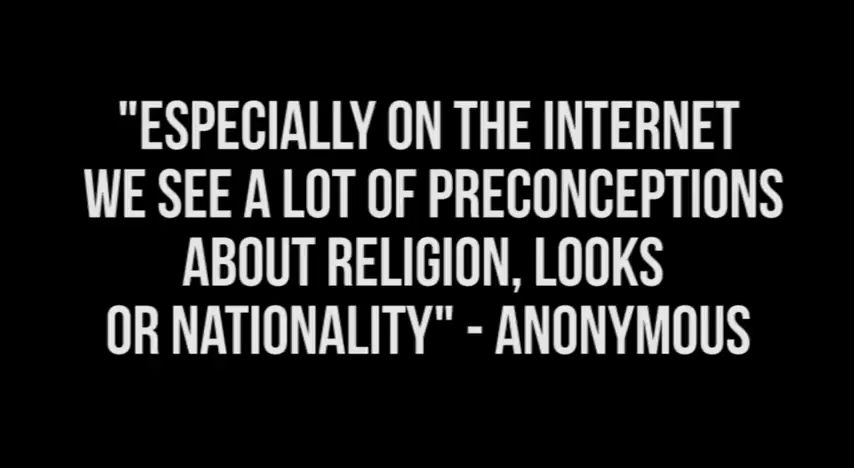 "ESPECIALLY ON THE INTERNET
WE SEE A LOT OF PRECONCEPTIONS
ABOUT RELIGION, LOOKS
OR NATIONALITY" - ANONYMOUS